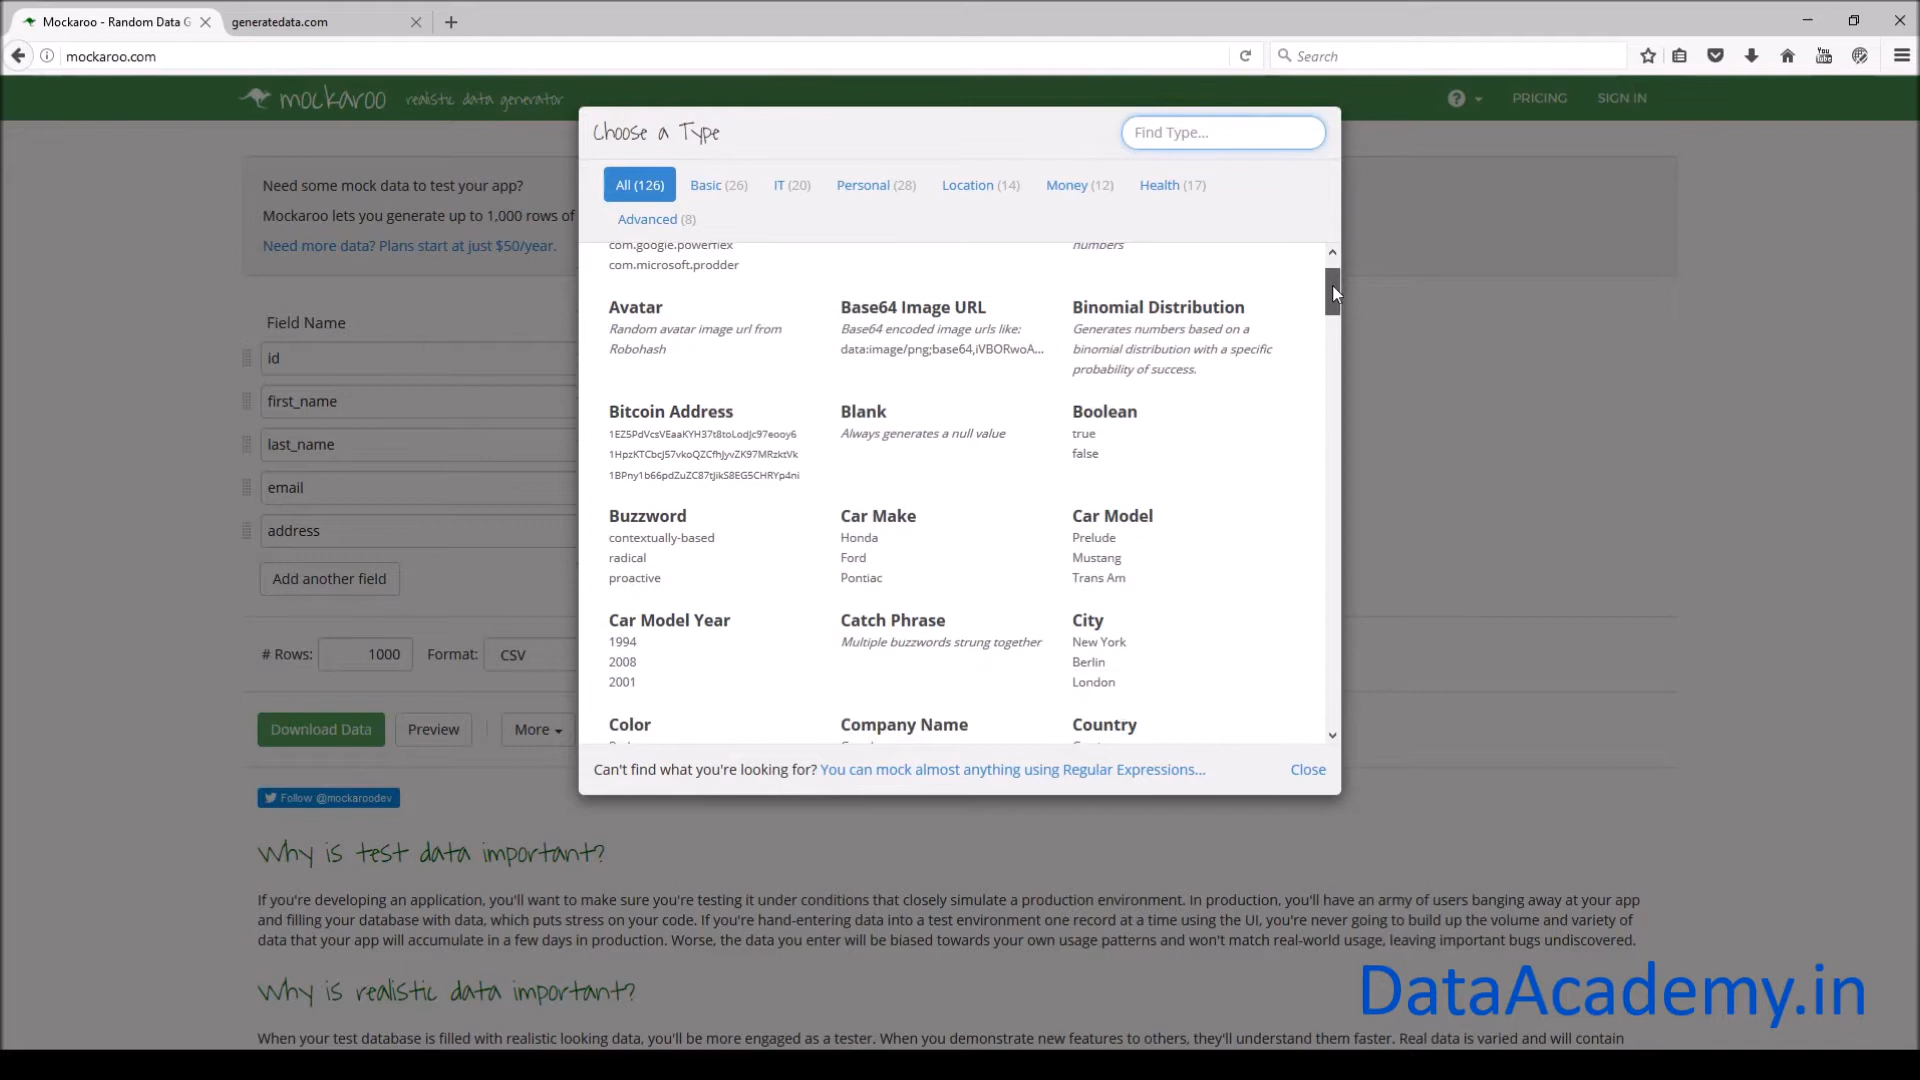 Mockaroo - Random Data G
generatedata.com
mockaroo.com
Search
mockaroo realistic data generator
PRICING
SIGN IN
Need some mock data to test your app?
Mockaroo lets you generate up to 1,000 rows of
Need more data? Plans start at just $50/year.
Field Name
id
first_name
last_name
email
address
Add another field
# Rows: 1000 Format: CSV
Download Data
Preview
More
Follow @mockaroodev
Choose a Type
Find Type...
All (126)
Basic (26)
IT (20)
Personal (28)
Location (14)
Money (12)
Health (17)
Advanced (8)
com.google.powerflex
com.microsoft.prodder
numbers
Avatar
Random avatar image url from
Robohash
Base64 Image URL
Base64 encoded image urls like:
data:image/png;base64,iVBORwoA...
Binomial Distribution
Generates numbers based on a
binomial distribution with a specific
probability of success.
Bitcoin Address
1EZ5PdVcsVEaaKYH37t8toLodJc97eooy6
1HpzKTCbcJ57vkoQZCfhJyvZK97MRzktVk
1BPny1b66pdZuZC87tJikS8EG5CHRYp4ni
Blank
Always generates a null value
Boolean
true
false
Buzzword
contextually-based
radical
proactive
Car Make
Honda
Ford
Pontiac
Car Model
Prelude
Mustang
Trans Am
Car Model Year
1994
2008
2001
Catch Phrase
Multiple buzzwords strung together
City
New York
Berlin
London
Color
Company Name
Country
Can't find what you're looking for? You can mock almost anything using Regular Expressions...
Close
Why is test data important?
If you're developing an application, you'll want to make sure you're testing it under conditions that closely simulate a production environment. In production, you'll have an army of users banging away at your app
and filling your database with data, which puts stress on your code. If you're hand-entering data into a test environment one record at a time using the UI, you're never going to build up the volume and variety of
data that your app will accumulate in a few days in production. Worse, the data you enter will be biased towards your own usage patterns and won't match real-world usage, leaving important bugs undiscovered.
Why is realistic data important?
When your test database is filled with realistic looking data, you'll be more engaged as a tester. When you demonstrate new features to others, they'll understand them faster. Real data is varied and will contain
DataAcademy.in